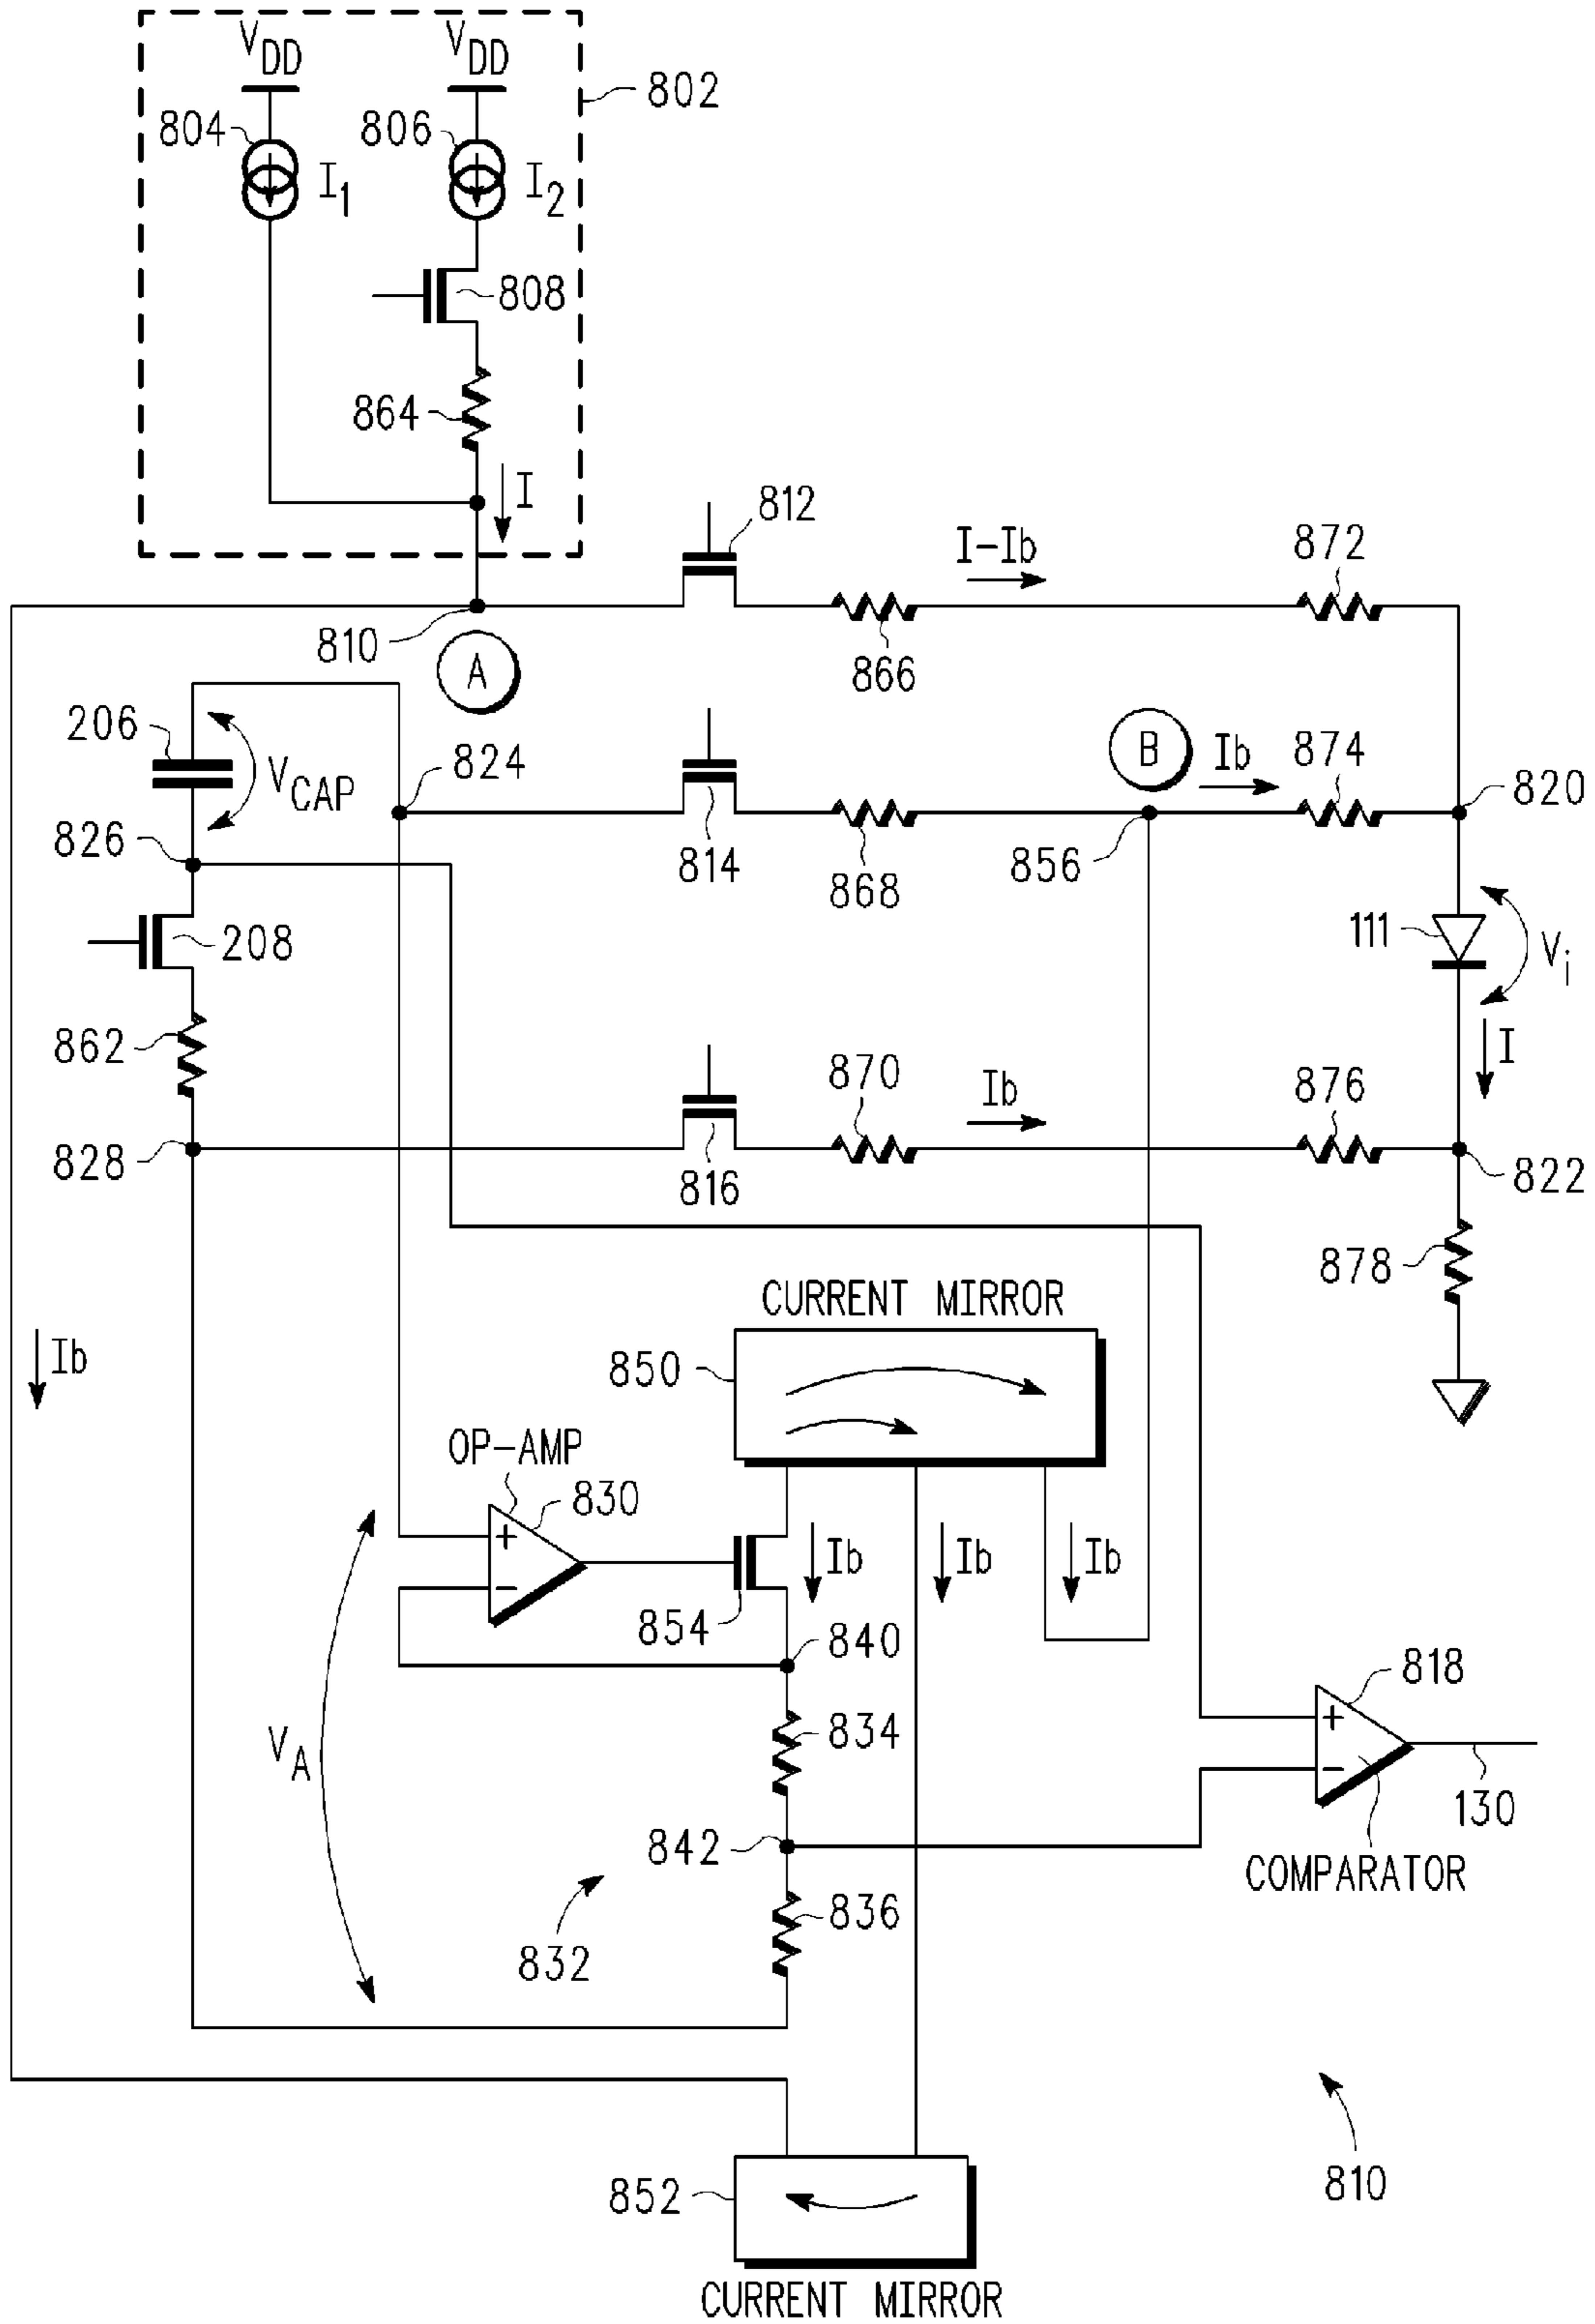 VDD VDD
802
804 806
I1 I2
808
864
I
812
I-Ib
872
810
A
866
206
VCAP
824
B
Ib
874
820
826
814
868
856
208
111
Vi
862
870
Ib
876
I
828
816
822
878
CURRENT MIRROR
850
Ib
OP-AMP
830
+
-
Ib Ib Ib
854
840
818
VA
834
+
-
842
130
COMPARATOR
836
832
852
810
CURRENT MIRROR